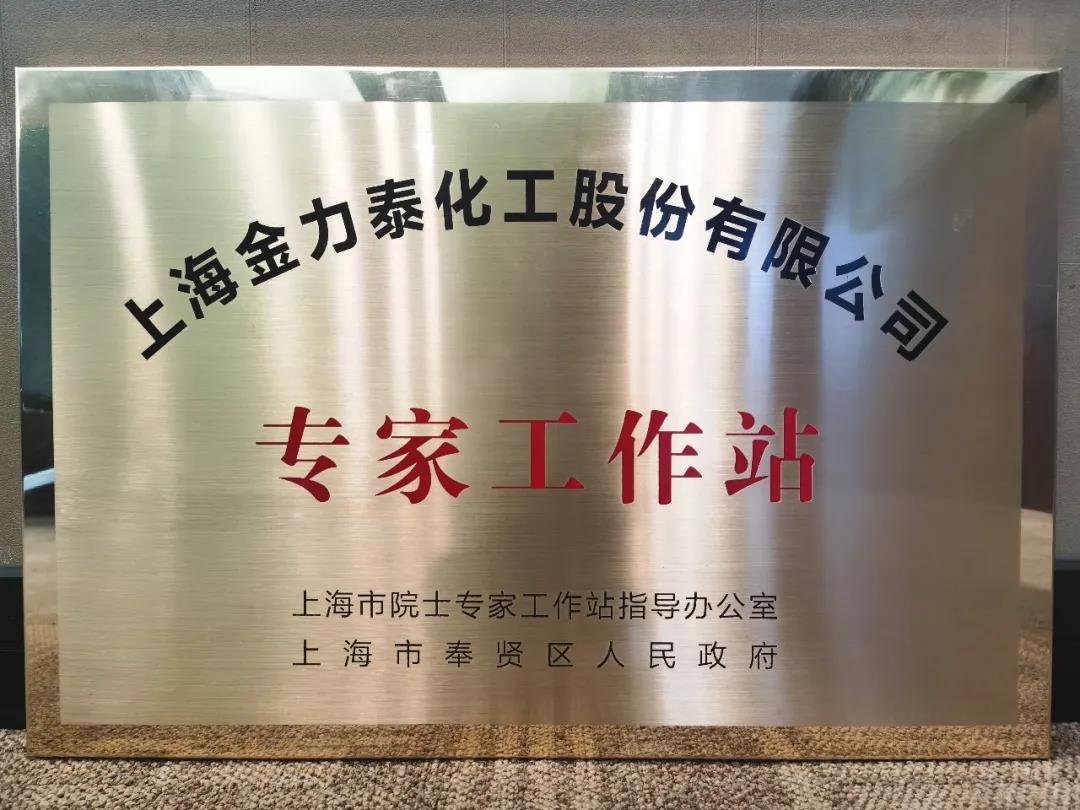 上海金力泰化工股份有限公司
专家工作站
上海市院士专家工作站指导办公室
上海市奉贤区人民政府